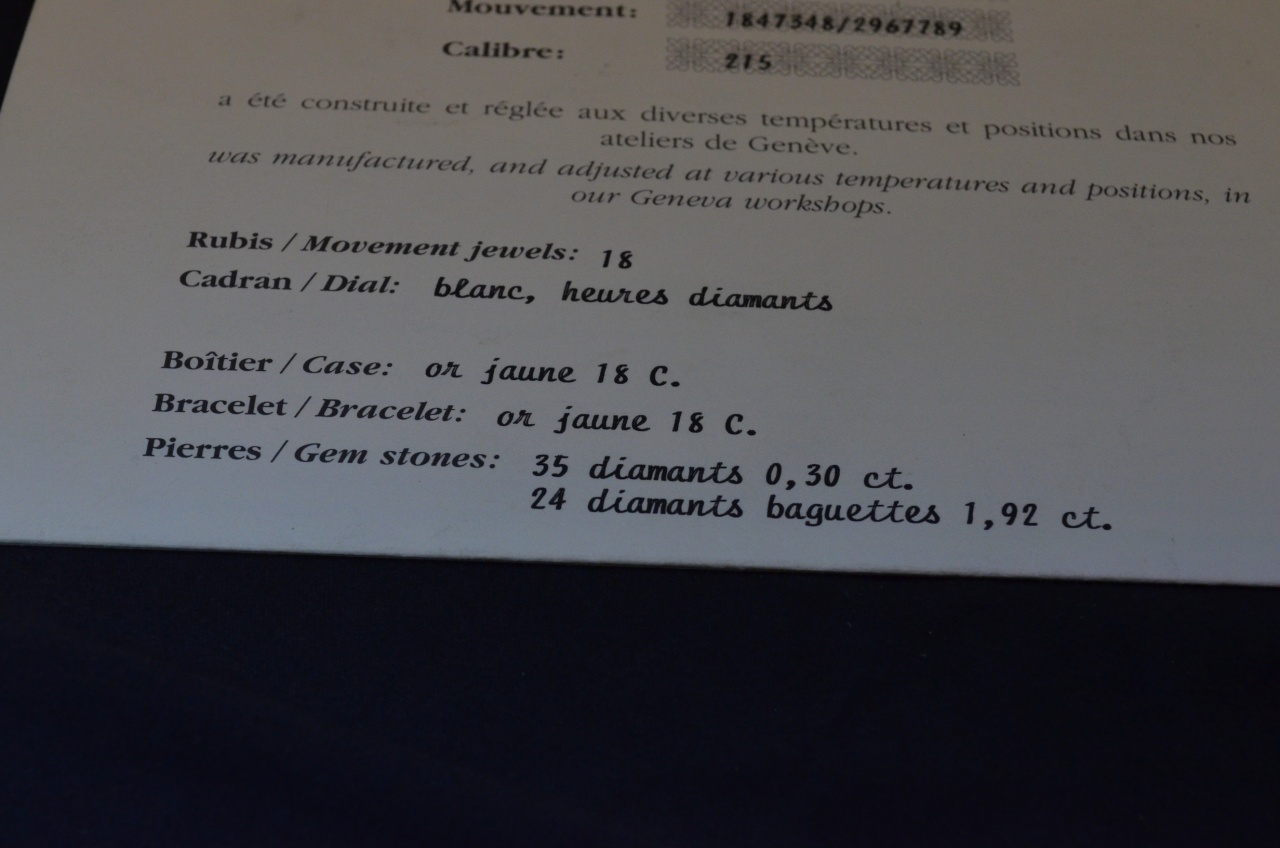 Mouvement: 1847348/2967789
Calibre: 215
a été construite et réglée aux diverses températures et positions dans nos
ateliers de Genève.
was manufactured, and adjusted at various temperatures and positions, in
our Geneva workshops.
Rubis / Movement jewels: 18
Cadran / Dial: blanc, heures diamants
Boîtier / Case: or jaune 18 C.
Bracelet / Bracelet: or jaune 18 C.
Pierres / Gem stones: 35 diamants 0,30 ct.
24 diamants baguettes 1,92 ct.